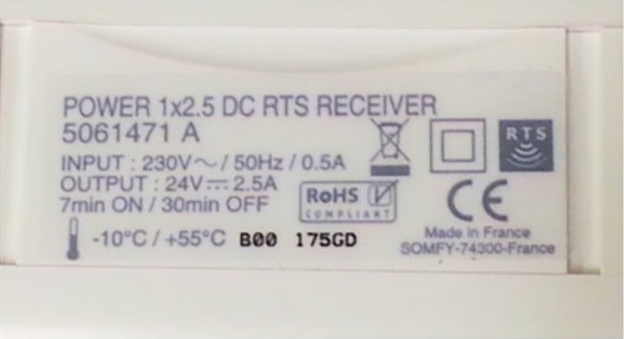 POWER 1x2.5 DC RTS RECEIVER
5061471 A
INPUT : 230V~ / 50Hz / 0.5A
OUTPUT : 24V⎓ 2.5A
7min ON / 30min OFF
RoHS
COMPLIANT
RTS
CE
-10°C / +55°C B00 175GD
Made in France
SOMFY-74300-France